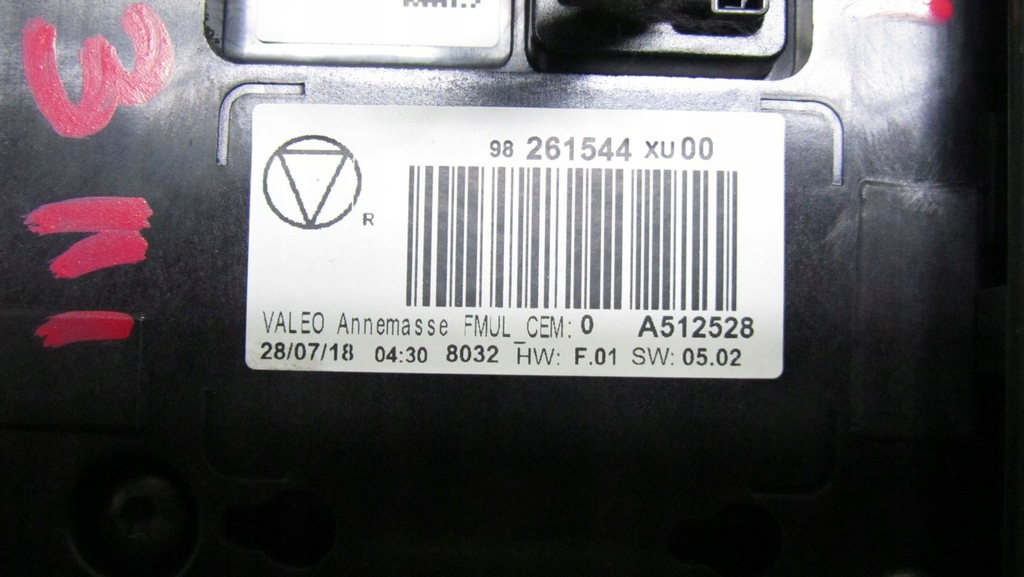 98 261544 XU 00
R
VALEO Annemasse FMUL_CEM: 0 A512528
28/07/18 04:30 8032 HW: F.01 SW: 05.02